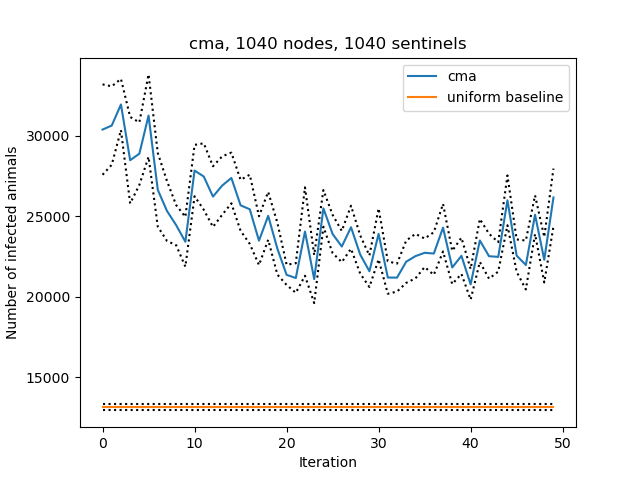 cma, 1040 nodes, 1040 sentinels
cma
uniform baseline
Number of infected animals
30000
25000
20000
15000
0 10 20 30 40 50
Iteration